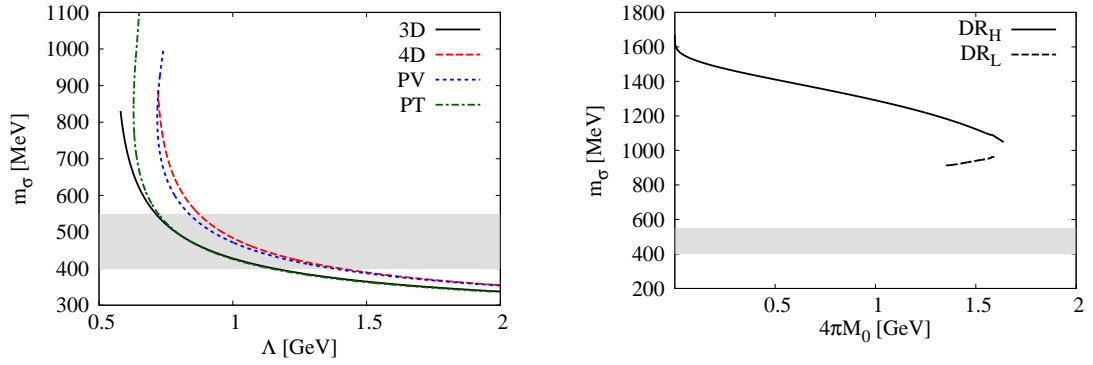 1100
1000
900
800
700
600
500
400
300
m_σ [MeV]
0.5
1
1.5
2
Λ [GeV]
3D
4D
PV
PT
1800
1600
1400
1200
1000
800
600
400
200
m_σ [MeV]
0.5
1
1.5
2
4πM_0 [GeV]
DR_H
DR_L